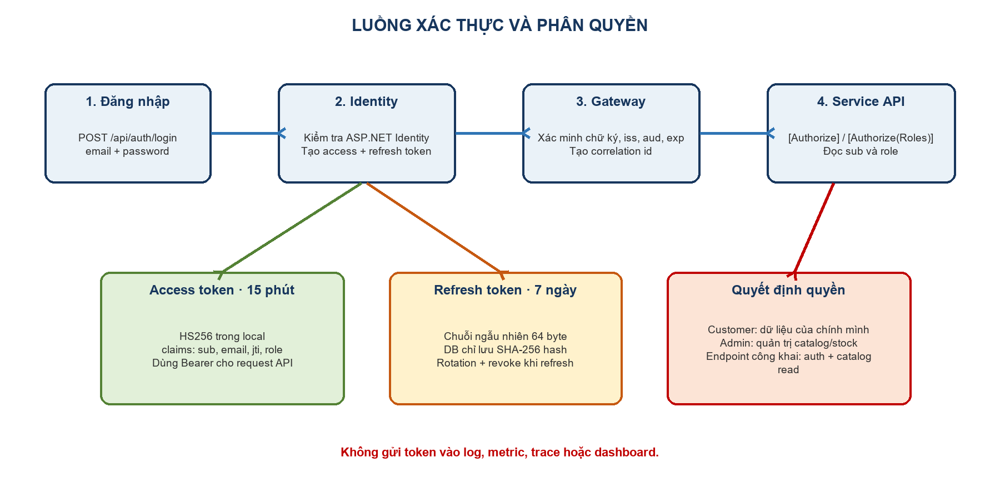 LUỒNG XÁC THỰC VÀ PHÂN QUYỀN
1. Đăng nhập
POST /api/auth/login
email + password
2. Identity
Kiểm tra ASP.NET Identity
Tạo access + refresh token
3. Gateway
Xác minh chữ ký, iss, aud, exp
Tạo correlation id
4. Service API
[Authorize] / [Authorize(Roles)]
Đọc sub và role
Access token · 15 phút
HS256 trong local
claims: sub, email, jti, role
Dùng Bearer cho request API
Refresh token · 7 ngày
Chuỗi ngẫu nhiên 64 byte
DB chỉ lưu SHA-256 hash
Rotation + revoke khi refresh
Quyết định quyền
Customer: dữ liệu của chính mình
Admin: quản trị catalog/stock
Endpoint công khai: auth + catalog
read
Không gửi token vào log, metric, trace hoặc dashboard.